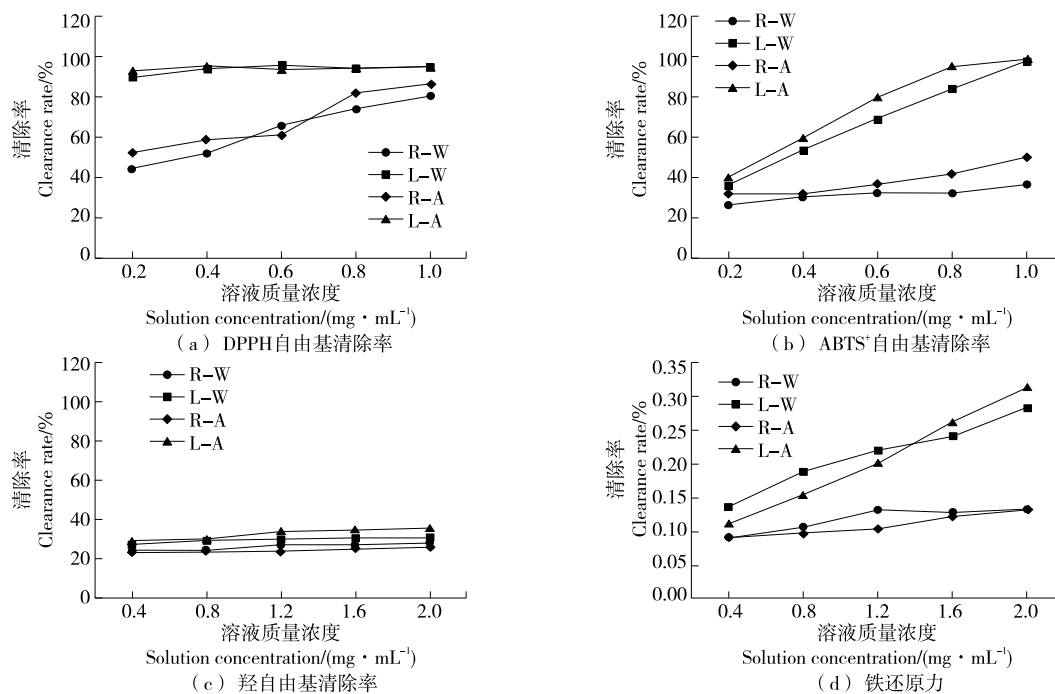 120
100
80
60
40
20
0
清除率
Clearance rate/%
R-W
L-W
R-A
L-A
0.2 0.4 0.6 0.8 1.0
溶液质量浓度
Solution concentration/(mg·mL⁻¹)
(a) DPPH自由基清除率
120
100
80
60
40
20
0
清除率
Clearance rate/%
R-W
L-W
R-A
L-A
0.2 0.4 0.6 0.8 1.0
溶液质量浓度
Solution concentration/(mg·mL⁻¹)
(b) ABTS⁺自由基清除率
120
100
80
60
40
20
0
清除率
Clearance rate/%
R-W
L-W
R-A
L-A
0.4 0.8 1.2 1.6 2.0
溶液质量浓度
Solution concentration/(mg·mL⁻¹)
(c) 羟自由基清除率
0.35
0.30
0.25
0.20
0.15
0.10
0.05
0.00
清除率
Clearance rate/%
R-W
L-W
R-A
L-A
0.4 0.8 1.2 1.6 2.0
溶液质量浓度
Solution concentration/(mg·mL⁻¹)
(d) 铁还原力